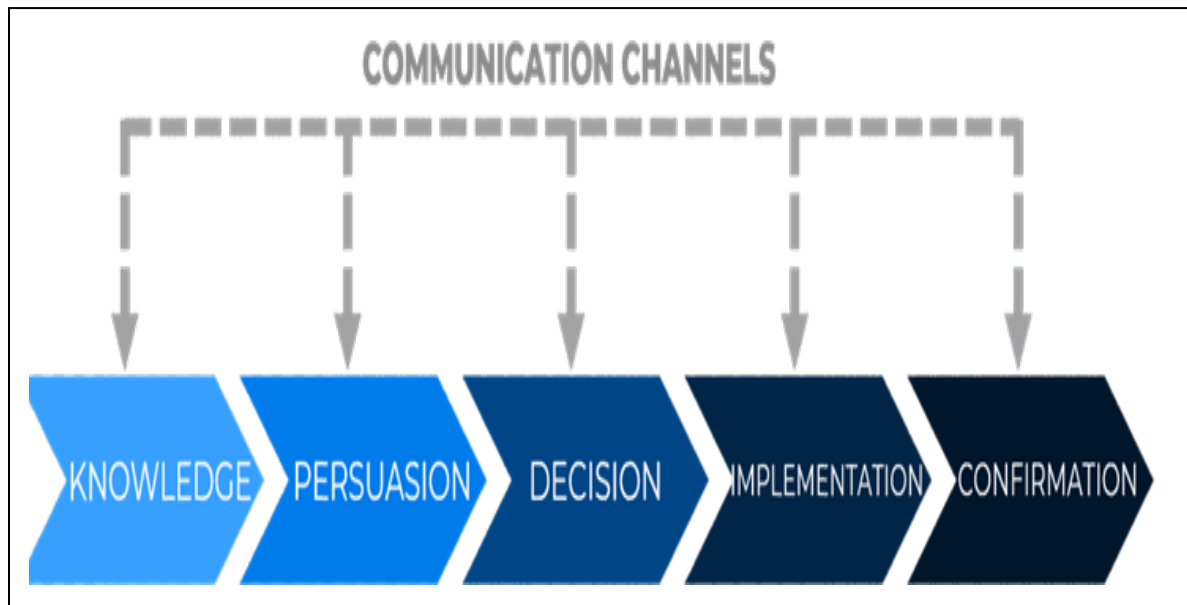 COMMUNICATION CHANNELS
KNOWLEDGE
PERSUASION
DECISION
IMPLEMENTATION
CONFIRMATION